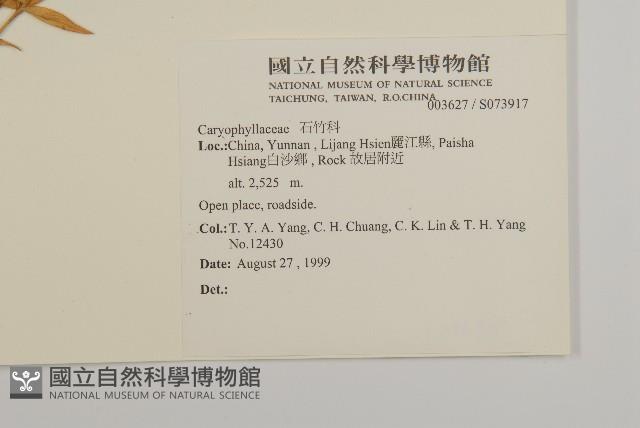 國立自然科學博物館
NATIONAL MUSEUM OF NATURAL SCIENCE
TAICHUNG, TAIWAN, R.O.CHINA
003627 / S073917
Caryophyllaceae 石竹科
Loc.:China, Yunnan , Lijang Hsien麗江縣, Paisha
Hsiang白沙鄉 , Rock 故居附近
alt. 2,525 m.
Open place, roadside.
Col.: T. Y. A. Yang, C. H. Chuang, C. K. Lin & T. H. Yang
No.12430
Date: August 27 , 1999
Det.:
國立自然科學博物館
NATIONAL MUSEUM OF NATURAL SCIENCE